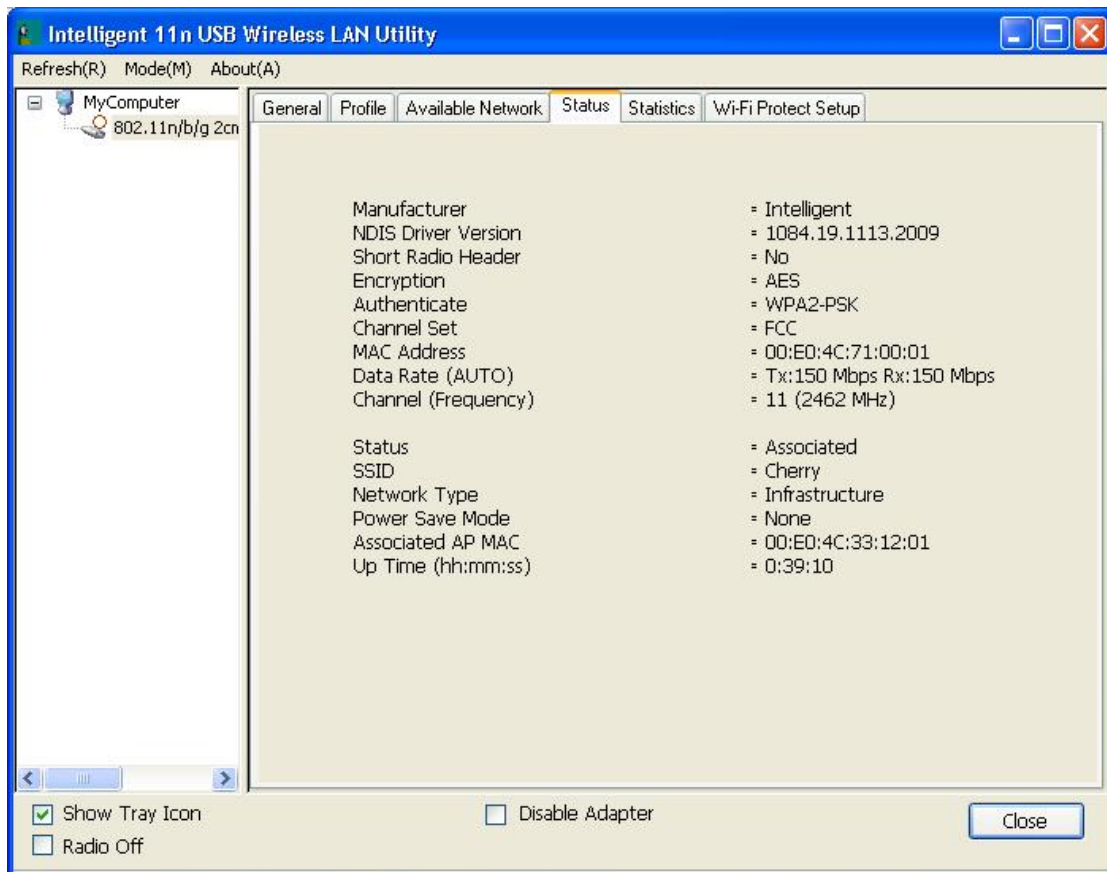 Intelligent 11n USB Wireless LAN Utility
Refresh(R) Mode(M) About(A)
MyComputer
802.11n/b/g 2cn
General Profile Available Network Status Statistics Wi-Fi Protect Setup
Manufacturer = Intelligent
NDIS Driver Version = 1084.19.1113.2009
Short Radio Header = No
Encryption = AES
Authenticate = WPA2-PSK
Channel Set = FCC
MAC Address = 00:E0:4C:71:00:01
Data Rate (AUTO) = Tx:150 Mbps Rx:150 Mbps
Channel (Frequency) = 11 (2462 MHz)
Status = Associated
SSID = Cherry
Network Type = Infrastructure
Power Save Mode = None
Associated AP MAC = 00:E0:4C:33:12:01
Up Time (hh:mm:ss) = 0:39:10
Show Tray Icon
Disable Adapter
Close
Radio Off